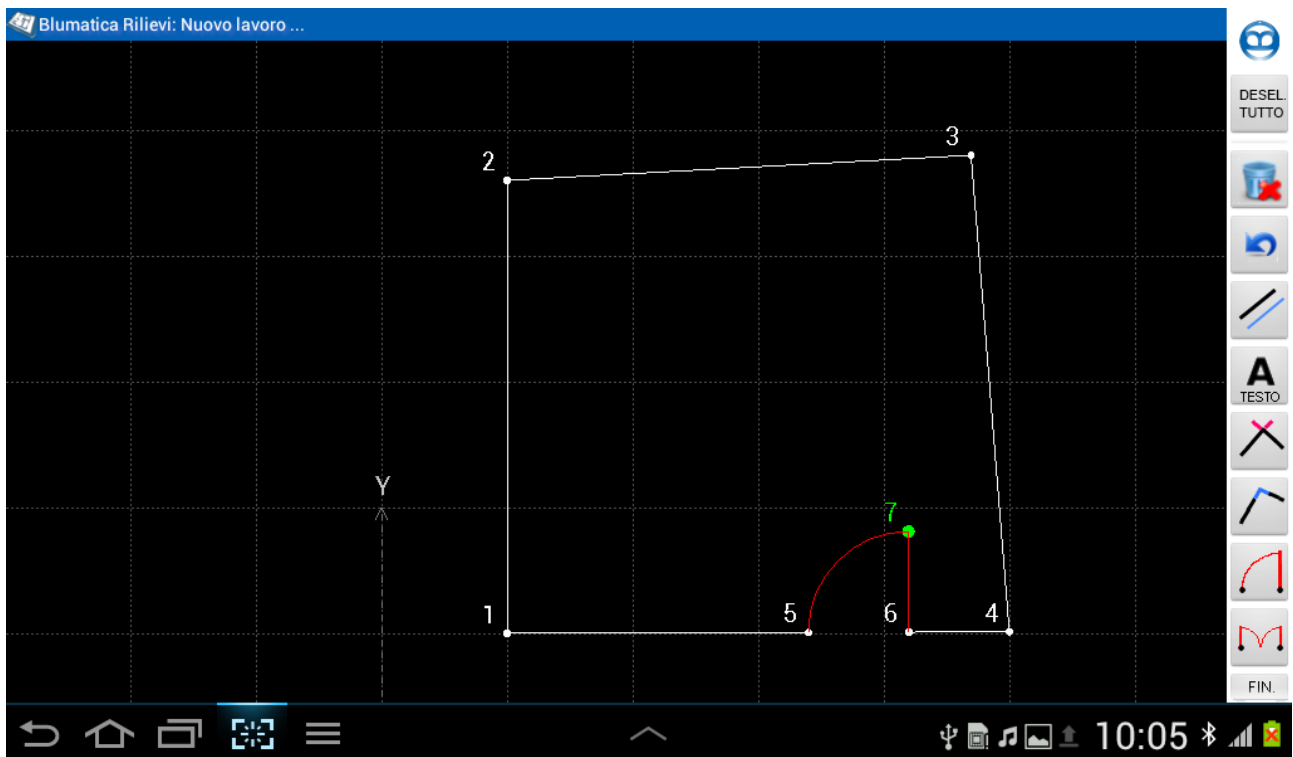 Blumatica Rilievi: Nuovo lavoro ...
DESEL.
TUTTO
3
2
A
TESTO
Y
7
1
5
6
4
FIN.
10:05